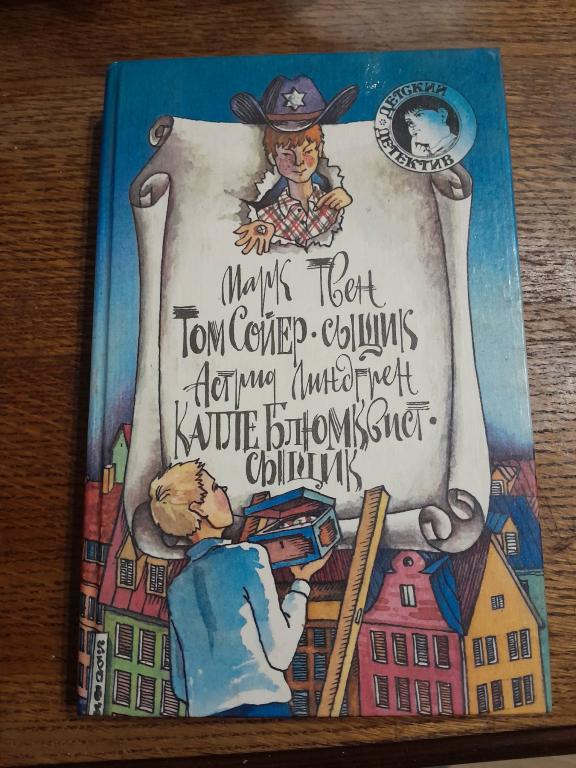 ДЕТСКИЙ
ДЕТЕКТИВ
Марк Твен
Том Сойер · сыщик
Астрид Линдгрен
Калле Блюмквист ·
сыщик